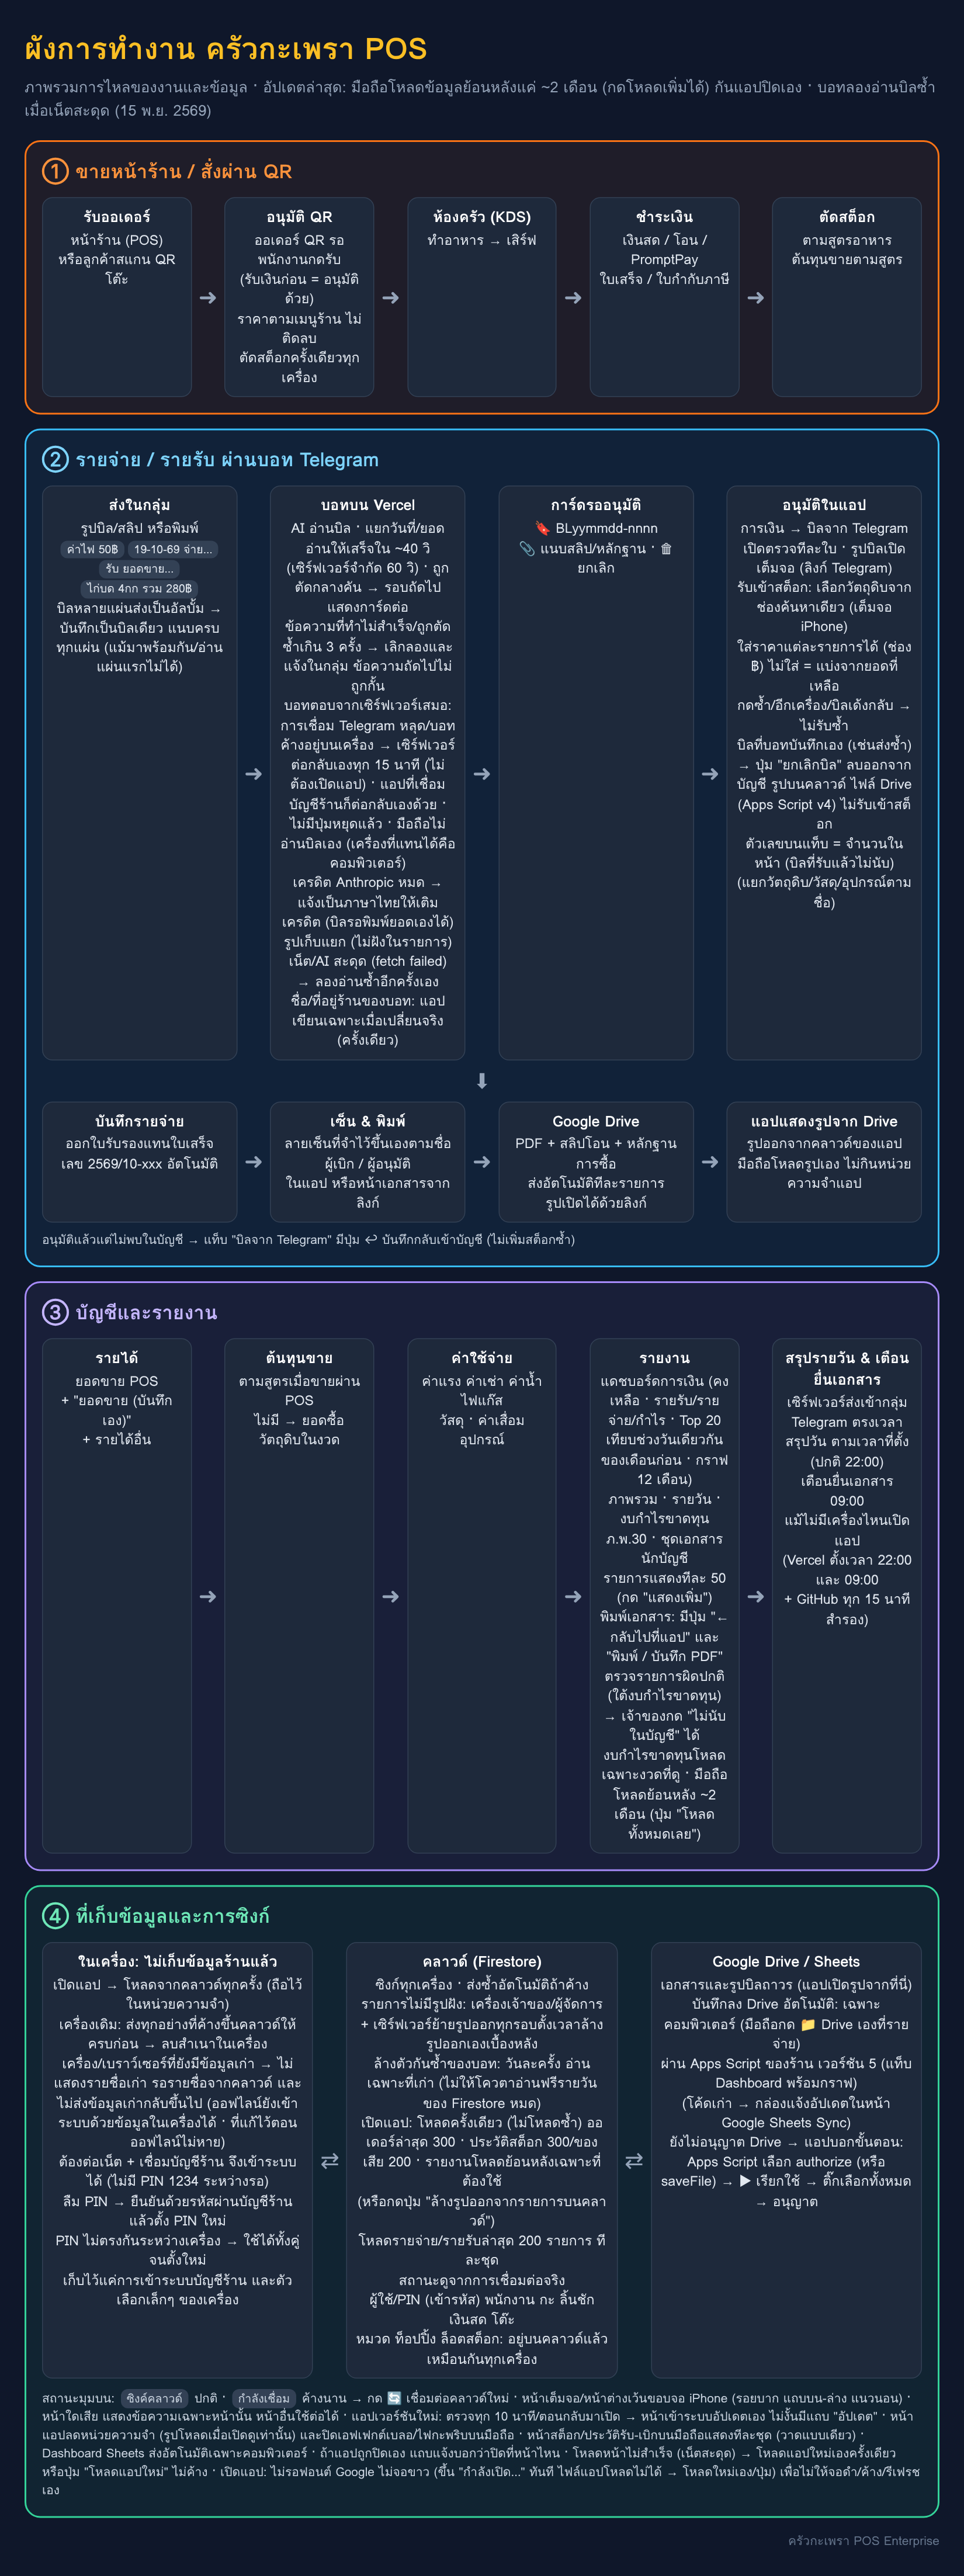 ผังการทำงาน ครัวกะเพรา POS
ภาพรวมการไหลของงานและข้อมูล · อัปเดตล่าสุด: มือถือโหลดข้อมูลย้อนหลังแค่ ~2 เดือน (กดโหลดเพิ่มได้) กันแอปปิดเอง · บอทลองอ่านบิลซ้ำ
เมื่อเน็ตสะดุด (15 พ.ย. 2569)
① ขายหน้าร้าน / สั่งผ่าน QR
รับออเดอร์
หน้าร้าน (POS)
หรือลูกค้าสแกน QR
โต๊ะ
➜
อนุมัติ QR
ออเดอร์ QR รอ
พนักงานกดรับ
(รับเงินก่อน = อนุมัติ
ด้วย)
ราคาตามเมนูร้าน ไม่
ติดลบ
ตัดสต็อกครั้งเดียวทุก
เครื่อง
➜
ห้องครัว (KDS)
ทำอาหาร → เสิร์ฟ
➜
ชำระเงิน
เงินสด / โอน /
PromptPay
ใบเสร็จ / ใบกำกับภาษี
➜
ตัดสต็อก
ตามสูตรอาหาร
ต้นทุนขายตามสูตร
② รายจ่าย / รายรับ ผ่านบอท Telegram
ส่งในกลุ่ม
รูปบิล/สลิป หรือพิมพ์
ค่าไฟ 50฿ 19-10-69 จ่าย...
รับ ยอดขาย...
ไก่บด 4กก รวม 280฿
บิลหลายแผ่นส่งเป็นอัลบั้ม →
บันทึกเป็นบิลเดียว แนบครบ
ทุกแผ่น (แม้มาพร้อมกัน/อ่าน
แผ่นแรกไม่ได้)
➜
บอทบน Vercel
AI อ่านบิล · แยกวันที่/ยอด
อ่านให้เสร็จใน ~40 วิ
(เซิร์ฟเวอร์จำกัด 60 วิ) · ถูก
ตัดกลางคัน → รอบถัดไป
แสดงการ์ดต่อ
ข้อความที่ทำไม่สำเร็จ/ถูกตัด
ซ้ำเกิน 3 ครั้ง → เลิกลองและ
แจ้งในกลุ่ม ข้อความถัดไปไม่
ถูกกั้น
บอทตอบจากเซิร์ฟเวอร์เสมอ:
การเชื่อม Telegram หลุด/บอท
ค้างอยู่บนเครื่อง → เซิร์ฟเวอร์
ต่อกลับเองทุก 15 นาที (ไม่
ต้องเปิดแอป) · แอปที่เชื่อม
บัญชีร้านก็ต่อกลับเองด้วย ·
ไม่มีปุ่มหยุดแล้ว · มือถือไม่
อ่านบิลเอง (เครื่องที่แทนได้คือ
คอมพิวเตอร์)
เครดิต Anthropic หมด →
แจ้งเป็นภาษาไทยให้เติม
เครดิต (บิลรอพิมพ์ยอดเองได้)
รูปเก็บแยก (ไม่ฝังในรายการ)
เน็ต/AI สะดุด (fetch failed)
→ ลองอ่านซ้ำอีกครั้งเอง
ชื่อ/ที่อยู่ร้านของบอท: แอป
เขียนเฉพาะเมื่อเปลี่ยนจริง
(ครั้งเดียว)
➜
การ์ดรออนุมัติ
🔖 BLyymmdd-nnnn
📎 แนบสลิป/หลักฐาน · 🗑
ยกเลิก
➜
อนุมัติในแอป
การเงิน → บิลจาก Telegram
เปิดตรวจทีละใบ · รูปบิลเปิด
เต็มจอ (ลิงก์ Telegram)
รับเข้าสต็อก: เลือกวัตถุดิบจาก
ช่องค้นหาเดียว (เต็มจอ
iPhone)
ใส่ราคาแต่ละรายการได้ (ช่อง
฿) ไม่ใส่ = แบ่งจากยอดที่
เหลือ
กดซ้ำ/อีกเครื่อง/บิลเด้งกลับ →
ไม่รับซ้ำ
บิลที่บอทบันทึกเอง (เช่นส่งซ้ำ)
→ ปุ่ม "ยกเลิกบิล" ลบออกจาก
บัญชี รูปบนคลาวด์ ไฟล์ Drive
(Apps Script v4) ไม่รับเข้าสต็
อก
ตัวเลขบนแท็บ = จำนวนใน
หน้า (บิลที่รับแล้วไม่นับ)
(แยกวัตถุดิบ/วัสดุ/อุปกรณ์ตาม
ชื่อ)
⬇
บันทึกรายจ่าย
ออกใบรับรองแทนใบเสร็จ
เลข 2569/10-xxx อัตโนมัติ
➜
เซ็น & พิมพ์
ลายเซ็นที่จำไว้ขึ้นเองตามชื่อ
ผู้เบิก / ผู้อนุมัติ
ในแอป หรือหน้าเอกสารจาก
ลิงก์
➜
Google Drive
PDF + สลิปโอน + หลักฐาน
การซื้อ
ส่งอัตโนมัติทีละรายการ
รูปเปิดได้ด้วยลิงก์
➜
แอปแสดงรูปจาก Drive
รูปออกจากคลาวด์ของแอป
มือถือโหลดรูปเอง ไม่กินหน่วย
ความจำแอป
อนุมัติแล้วแต่ไม่พบในบัญชี → แท็บ "บิลจาก Telegram" มีปุ่ม ↩ บันทึกกลับเข้าบัญชี (ไม่เพิ่มสต็อกซ้ำ)
③ บัญชีและรายงาน
รายได้
ยอดขาย POS
+ "ยอดขาย (บันทึก
เอง)"
+ รายได้อื่น
➜
ต้นทุนขาย
ตามสูตรเมื่อขายผ่าน
POS
ไม่มี → ยอดซื้อ
วัตถุดิบในงวด
➜
ค่าใช้จ่าย
ค่าแรง ค่าเช่า ค่าน้ำ
ไฟแก๊ส
วัสดุ · ค่าเสื่อม
อุปกรณ์
➜
รายงาน
แดชบอร์ดการเงิน (คง
เหลือ · รายรับ/ราย
จ่าย/กำไร · Top 20
เทียบช่วงวันเดียวกัน
ของเดือนก่อน · กราฟ
12 เดือน)
ภาพรวม · รายวัน ·
งบกำไรขาดทุน
ภ.พ.30 · ชุดเอกสาร
นักบัญชี
รายการแสดงทีละ 50
(กด "แสดงเพิ่ม")
พิมพ์เอกสาร: มีปุ่ม "←
กลับไปที่แอป" และ
"พิมพ์ / บันทึก PDF"
ตรวจรายการผิดปกติ
(ใต้งบกำไรขาดทุน)
→ เจ้าของกด "ไม่นับ
ในบัญชี" ได้
งบกำไรขาดทุนโหลด
เฉพาะงวดที่ดู · มือถือ
โหลดย้อนหลัง ~2
เดือน (ปุ่ม "โหลด
ทั้งหมดเลย")
➜
สรุปรายวัน & เตือน
ยื่นเอกสาร
เซิร์ฟเวอร์ส่งเข้ากลุ่ม
Telegram ตรงเวลา
สรุปวัน ตามเวลาที่ตั้ง
(ปกติ 22:00)
เตือนยื่นเอกสาร
09:00
แม้ไม่มีเครื่องไหนเปิด
แอป
(Vercel ตั้งเวลา 22:00
และ 09:00
+ GitHub ทุก 15 นาที
สำรอง)
④ ที่เก็บข้อมูลและการซิงก์
ในเครื่อง: ไม่เก็บข้อมูลร้านแล้ว
เปิดแอป → โหลดจากคลาวด์ทุกครั้ง (ถือไว้
ในหน่วยความจำ)
เครื่องเดิม: ส่งทุกอย่างที่ค้างขึ้นคลาวด์ให้
ครบก่อน → ลบสำเนาในเครื่อง
เครื่อง/เบราว์เซอร์ที่ยังมีข้อมูลเก่า → ไม่
แสดงรายชื่อเก่า รอรายชื่อจากคลาวด์ และ
ไม่ส่งข้อมูลเก่ากลับขึ้นไป (ออฟไลน์ยังเข้า
ระบบด้วยข้อมูลในเครื่องได้ · ที่แก้ไว้ตอน
ออฟไลน์ไม่หาย)
ต้องต่อเน็ต + เชื่อมบัญชีร้าน จึงเข้าระบบ
ได้ (ไม่มี PIN 1234 ระหว่างรอ)
ลืม PIN → ยืนยันด้วยรหัสผ่านบัญชีร้าน
แล้วตั้ง PIN ใหม่
PIN ไม่ตรงกันระหว่างเครื่อง → ใช้ได้ทั้งคู่
จนตั้งใหม่
เก็บไว้แค่การเข้าระบบบัญชีร้าน และตัว
เลือกเล็กๆ ของเครื่อง
⇄
คลาวด์ (Firestore)
ซิงก์ทุกเครื่อง · ส่งซ้ำอัตโนมัติถ้าค้าง
รายการไม่มีรูปฝัง: เครื่องเจ้าของ/ผู้จัดการ
+ เซิร์ฟเวอร์ย้ายรูปออกทุกรอบตั้งเวลาล้าง
รูปออกเองเบื้องหลัง
ล้างตัวกันซ้ำของบอท: วันละครั้ง อ่าน
เฉพาะที่เก่า (ไม่ให้โควตาอ่านฟรีรายวัน
ของ Firestore หมด)
เปิดแอป: โหลดครั้งเดียว (ไม่โหลดซ้ำ) ออ
เดอร์ล่าสุด 300 · ประวัติสต็อก 300/ของ
เสีย 200 · รายงานโหลดย้อนหลังเฉพาะที่
ต้องใช้
(หรือกดปุ่ม "ล้างรูปออกจากรายการบนคลา
วด์")
โหลดรายจ่าย/รายรับล่าสุด 200 รายการ ที
ละชุด
สถานะดูจากการเชื่อมต่อจริง
ผู้ใช้/PIN (เข้ารหัส) พนักงาน กะ ลิ้นชัก
เงินสด โต๊ะ
หมวด ท็อปปิ้ง ล็อตสต็อก: อยู่บนคลาวด์แล้ว
เหมือนกันทุกเครื่อง
⇄
Google Drive / Sheets
เอกสารและรูปบิลถาวร (แอปเปิดรูปจากที่นี่)
บันทึกลง Drive อัตโนมัติ: เฉพาะ
คอมพิวเตอร์ (มือถือกด 📁 Drive เองที่ราย
จ่าย)
ผ่าน Apps Script ของร้าน เวอร์ชัน 5 (แท็บ
Dashboard พร้อมกราฟ)
(โค้ดเก่า → กล่องแจ้งอัปเดตในหน้า
Google Sheets Sync)
ยังไม่อนุญาต Drive → แอปบอกขั้นตอน:
Apps Script เลือก authorize (หรือ
saveFile) → ▶ เรียกใช้ → ติ๊กเลือกทั้งหมด
→ อนุญาต
สถานะมุมบน: ซิงค์คลาวด์ ปกติ · กำลังเชื่อม ค้างนาน → กด 🔄 เชื่อมต่อคลาวด์ใหม่ · หน้าเต็มจอ/หน้าต่างเว้นขอบจอ iPhone (รอยบาก แถบบน-ล่าง แนวนอน) ·
หน้าใดเสีย แสดงข้อความเฉพาะหน้านั้น หน้าอื่นใช้ต่อได้ · แอปเวอร์ชันใหม่: ตรวจทุก 10 นาที/ตอนกลับมาเปิด → หน้าเข้าระบบอัปเดตเอง ไม่งั้นมีแถบ "อัปเดต" · หน้า
แอปลดหน่วยความจำ (รูปโหลดเมื่อเปิดดูเท่านั้น) และปิดเอฟเฟกต์เบลอ/ไฟกะพริบบนมือถือ · หน้าสต็อก/ประวัติรับ-เบิกบนมือถือแสดงทีละชุด (วาดแบบเดียว) ·
Dashboard Sheets ส่งอัตโนมัติเฉพาะคอมพิวเตอร์ · ถ้าแอปถูกปิดเอง แถบแจ้งบอกว่าปิดที่หน้าไหน · โหลดหน้าไม่สำเร็จ (เน็ตสะดุด) → โหลดแอปใหม่เองครั้งเดียว
หรือปุ่ม "โหลดแอปใหม่" ไม่ค้าง · เปิดแอป: ไม่รอฟอนต์ Google ไม่จอขาว (ขึ้น "กำลังเปิด..." ทันที ไฟล์แอปโหลดไม่ได้ → โหลดใหม่เอง/ปุ่ม) เพื่อไม่ให้จอดำ/ค้าง/รีเฟรช
เอง
ครัวกะเพรา POS Enterprise